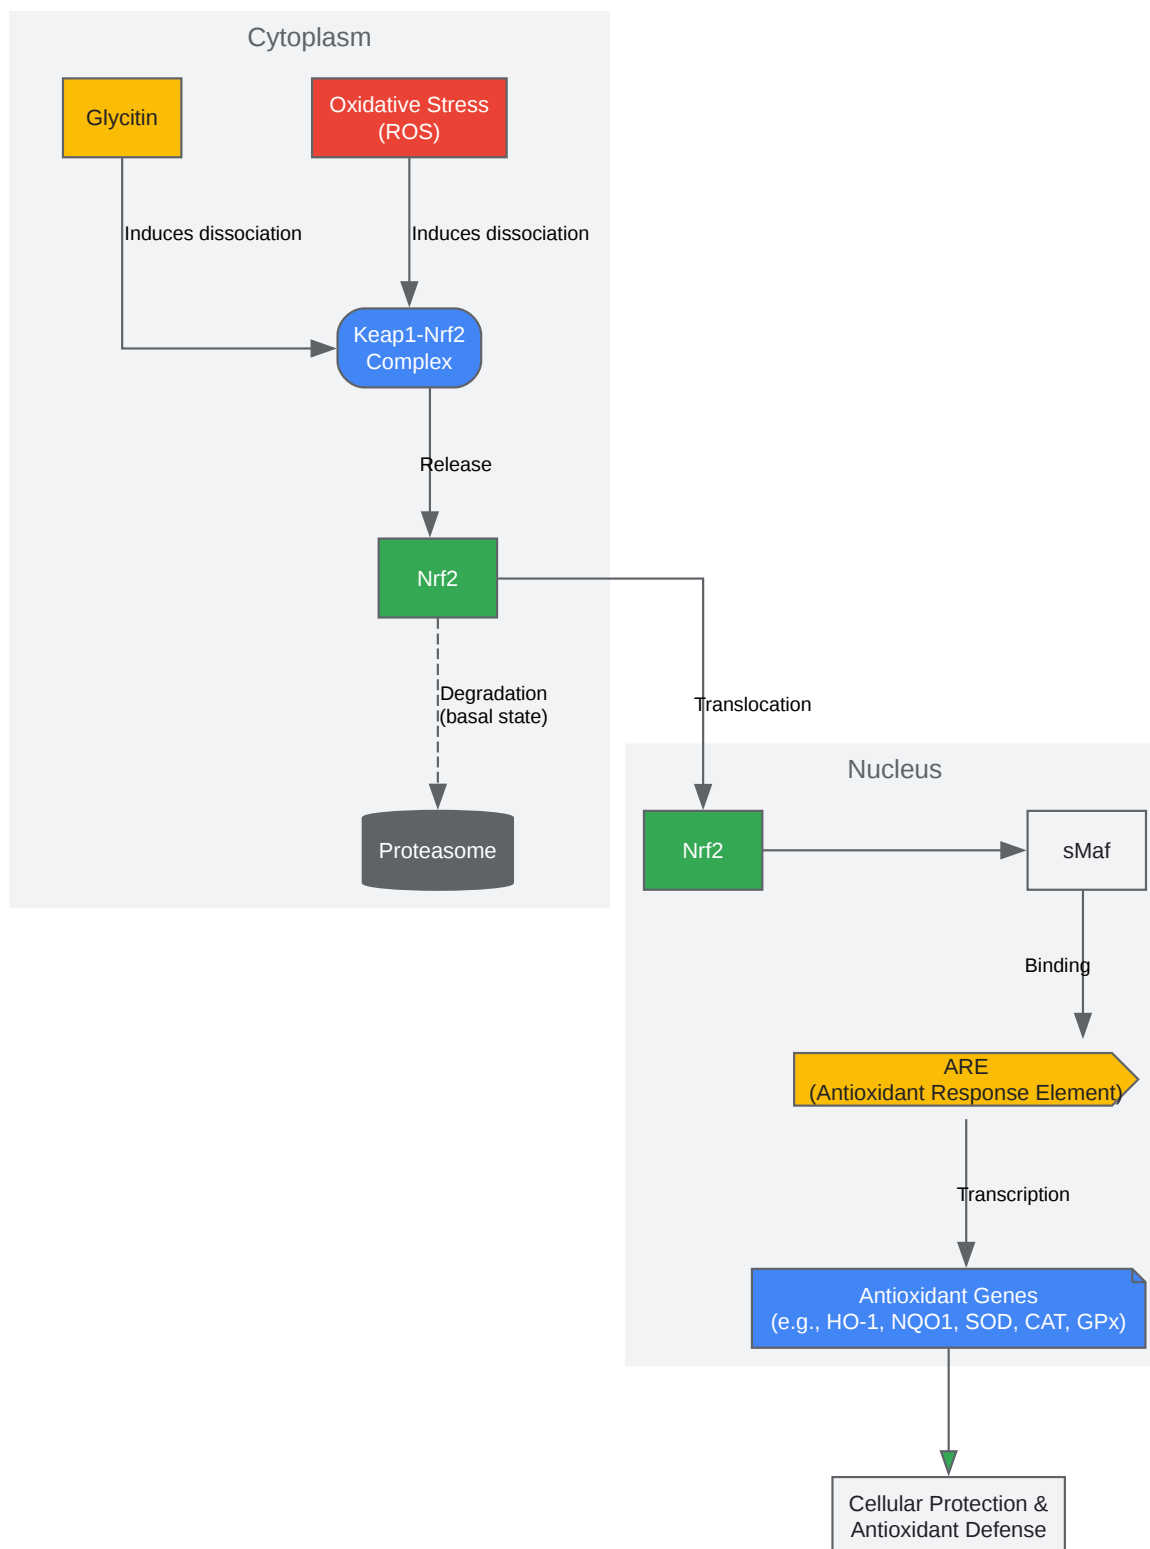 Cytoplasm
Glycitin
Oxidative Stress
(ROS)
Induces dissociation
Induces dissociation
Keap1-Nrf2
Complex
Release
Nrf2
Degradation
(basal state)
Translocation
Proteasome
Nucleus
Nrf2
sMaf
Binding
ARE
(Antioxidant Response Element)
Transcription
Antioxidant Genes
(e.g., HO-1, NQO1, SOD, CAT, GPx)
Cellular Protection &
Antioxidant Defense